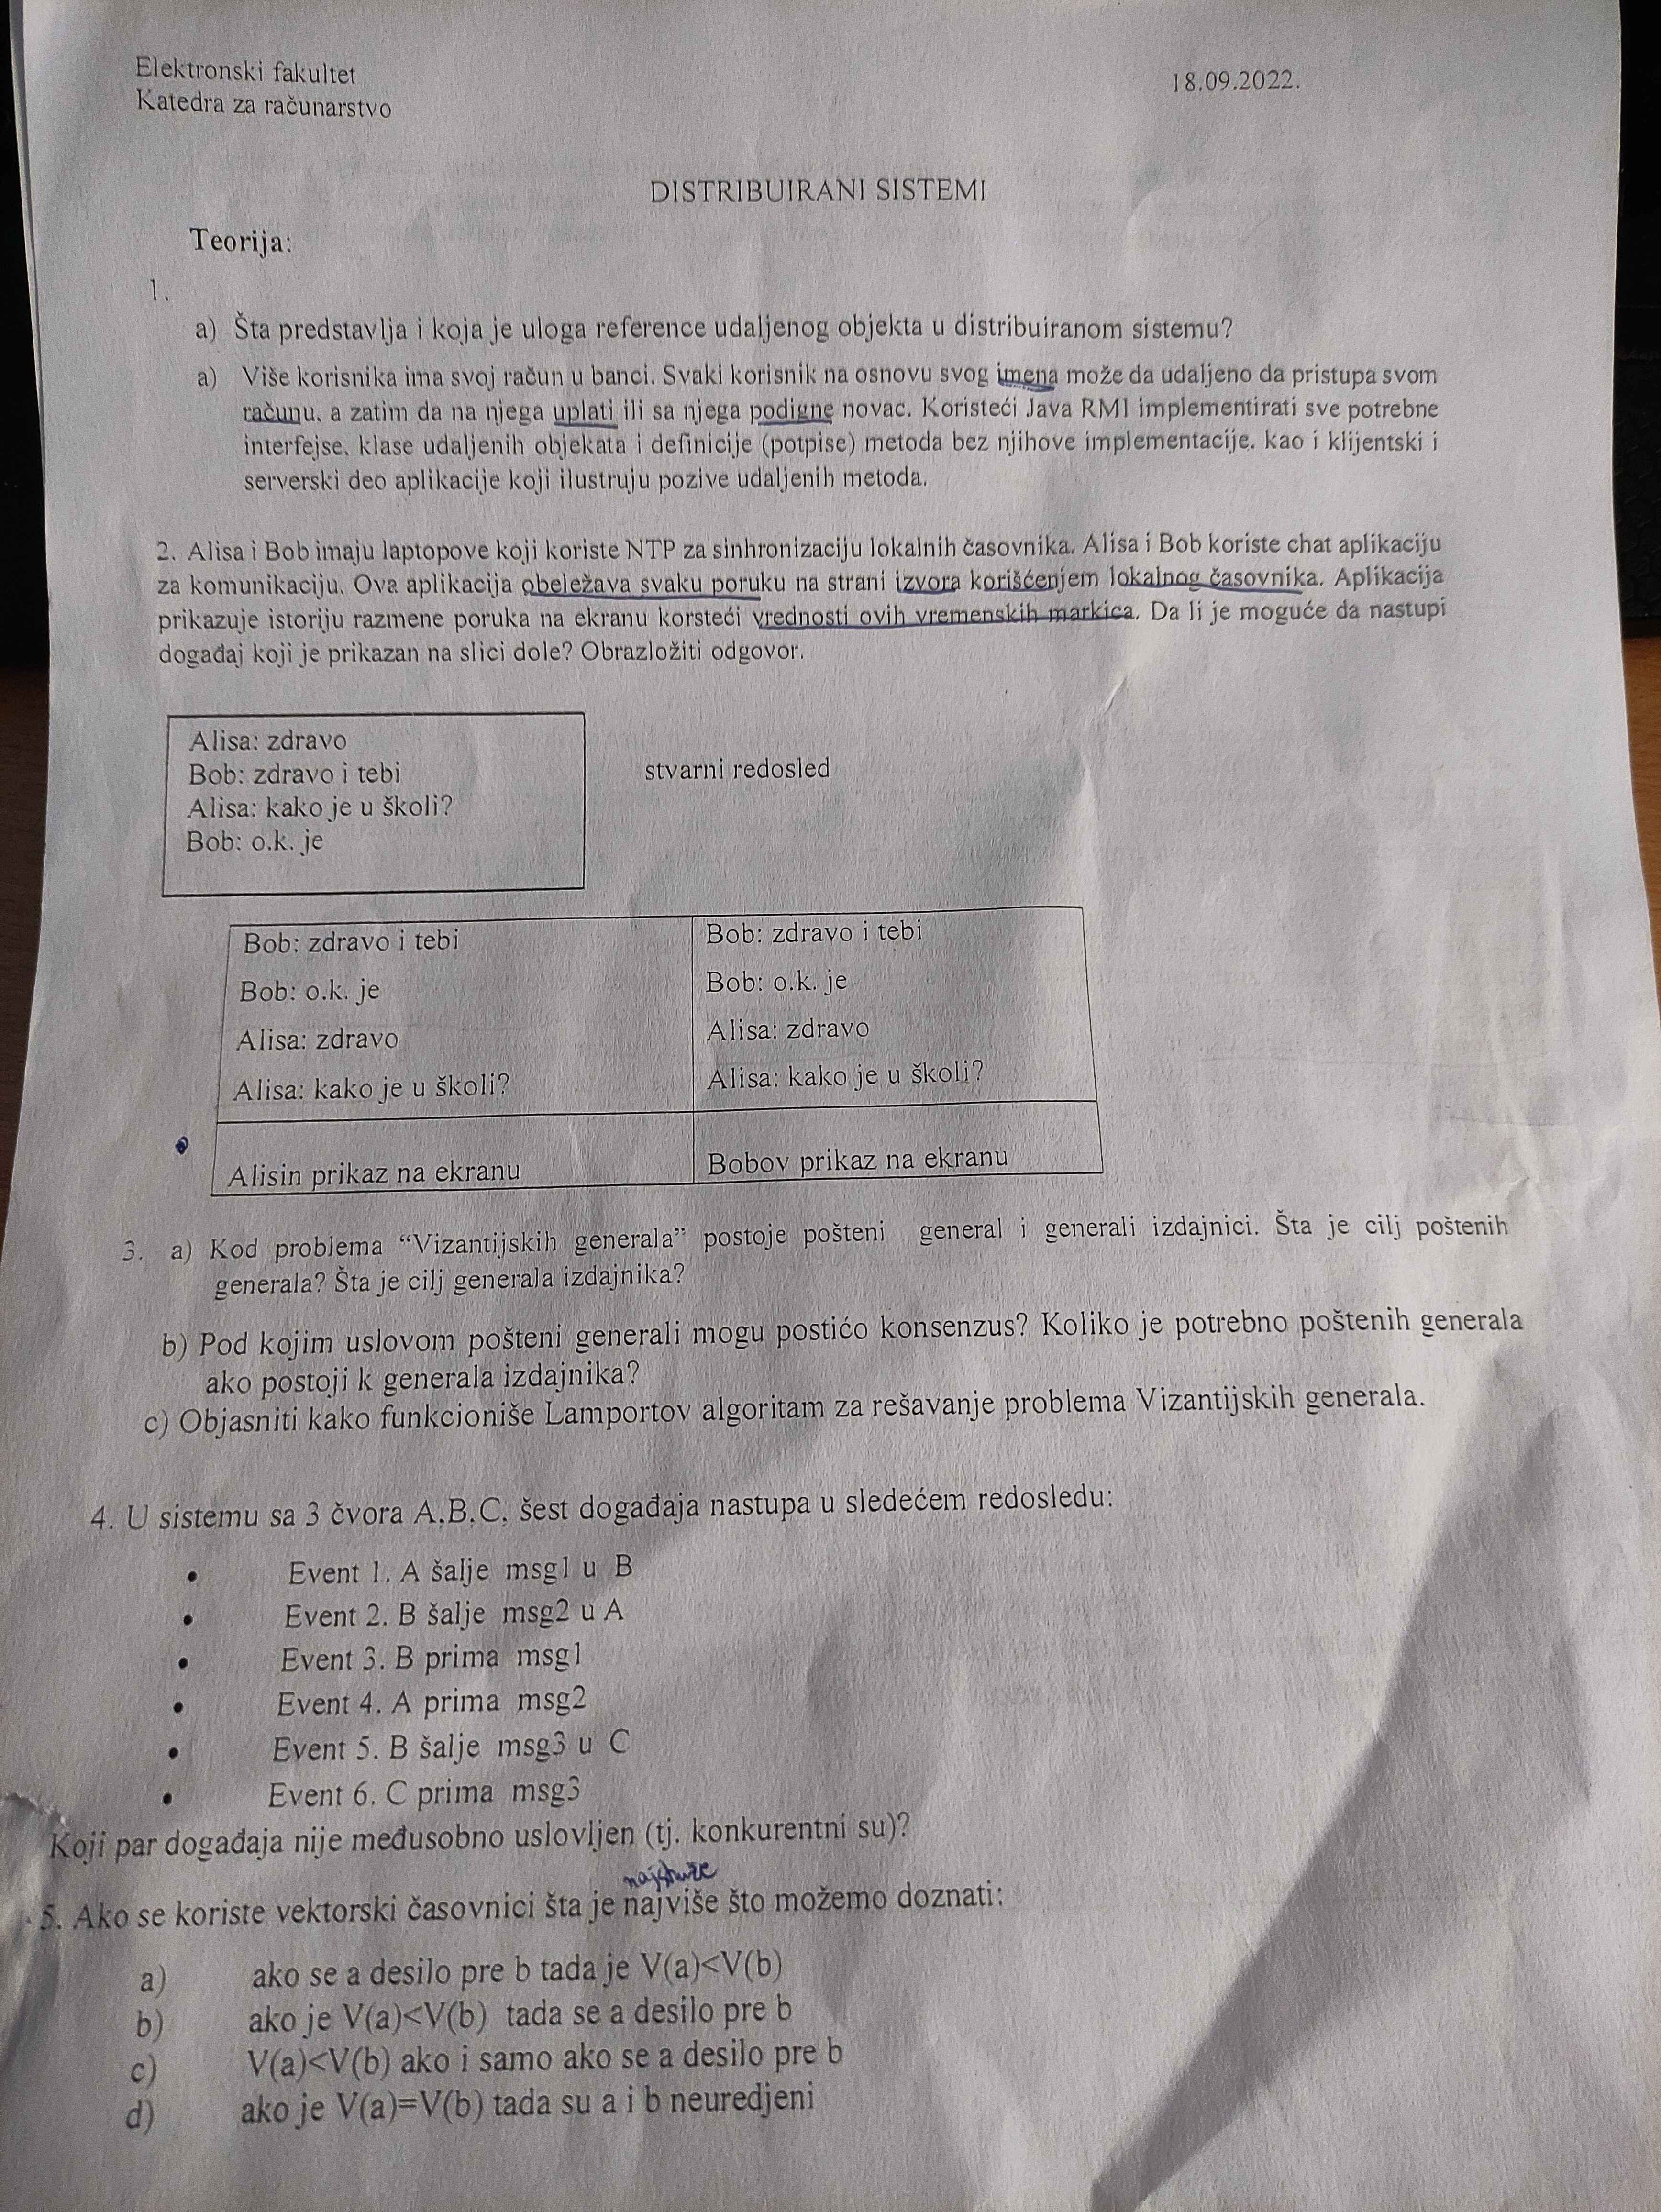 Elektronski fakultet
Katedra za računarstvo
18.09.2022.
DISTRIBUIRANI SISTEMI
Teorija:
1.
a) Šta predstavlja i koja je uloga reference udaljenog objekta u distribuiranom sistemu?
a) Više korisnika ima svoj račun u banci. Svaki korisnik na osnovu svog imena može da udaljeno da pristupa svom
računu, a zatim da na njega uplati ili sa njega podigne novac. Koristeći Java RMI implementirati sve potrebne
interfejse, klase udaljenih objekata i definicije (potpise) metoda bez njihove implementacije, kao i klijentski i
serverski deo aplikacije koji ilustruju pozive udaljenih metoda.
2. Alisa i Bob imaju laptopove koji koriste NTP za sinhronizaciju lokalnih časovnika. Alisa i Bob koriste chat aplikaciju
za komunikaciju. Ova aplikacija obeležava svaku poruku na strani izvora korišćenjem lokalnog časovnika. Aplikacija
prikazuje istoriju razmene poruka na ekranu korsteći vrednosti ovih vremenskih markica. Da li je moguće da nastupi
događaj koji je prikazan na slici dole? Obrazložiti odgovor.
Alisa: zdravo
Bob: zdravo i tebi
Alisa: kako je u školi?
Bob: o.k. je
stvarni redosled
Bob: zdravo i tebi
Bob: o.k. je
Alisa: zdravo
Alisa: kako je u školi?
Alisin prikaz na ekranu
Bob: zdravo i tebi
Bob: o.k. je
Alisa: zdravo
Alisa: kako je u školi?
Bobov prikaz na ekranu
3. a) Kod problema “Vizantijskih generala” postoje pošteni general i generali izdajnici. Šta je cilj poštenih
generala? Šta je cilj generala izdajnika?
b) Pod kojim uslovom pošteni generali mogu postićo konsenzus? Koliko je potrebno poštenih generala
ako postoji k generala izdajnika?
c) Objasniti kako funkcioniše Lamportov algoritam za rešavanje problema Vizantijskih generala.
4. U sistemu sa 3 čvora A,B,C, šest događaja nastupa u sledećem redosledu:
• Event 1. A šalje msg1 u B
• Event 2. B šalje msg2 u A
• Event 3. B prima msg1
• Event 4. A prima msg2
• Event 5. B šalje msg3 u C
• Event 6. C prima msg3
Koji par događaja nije međusobno uslovljen (tj. konkurentni su)?
5. Ako se koriste vektorski časovnici šta je najviše što možemo doznati:
a) ako se a desilo pre b tada je V(a)<V(b)
b) ako je V(a)<V(b) tada se a desilo pre b
c) V(a)<V(b) ako i samo ako se a desilo pre b
d) ako je V(a)=V(b) tada su a i b neuredjeni